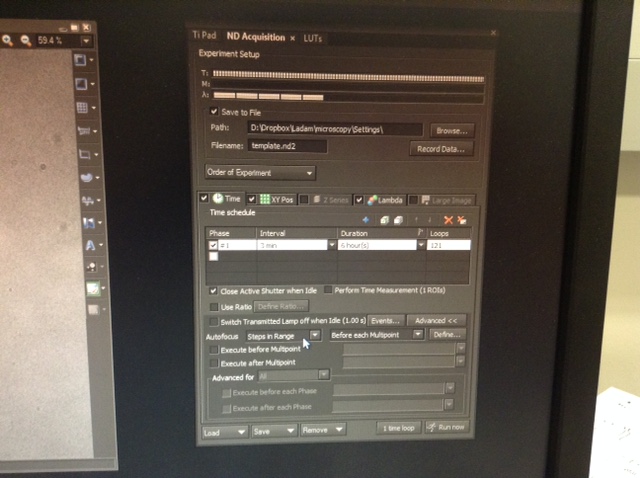 59.4 %
Ti Pad ND Acquisition × LUTs
Experiment Setup
T:
M:
A:
Save to File
Path: D:\Dropbox\Ladam\microscopy\Settings\ Browse...
Filename: template.nd2 Record Data...
Order of Experiment
Time XY Pos Z Series Lambda Large Image
Time schedule
Phase Interval Duration Loops
#1 min 6 hour(s) 121
Close Active Shutter when Idle Perform Time Measurement (1 ROIs)
Use Ratio Define Ratio...
Switch Transmitted Lamp off when Idle (1.00 s) Events... Advanced <<
Autofocus Steps in Range Before each Multipoint Define...
Execute before Multipoint
Execute after Multipoint
Advanced for All
Execute before each Phase
Execute after each Phase
Load Save Remove 1 time loop Run now